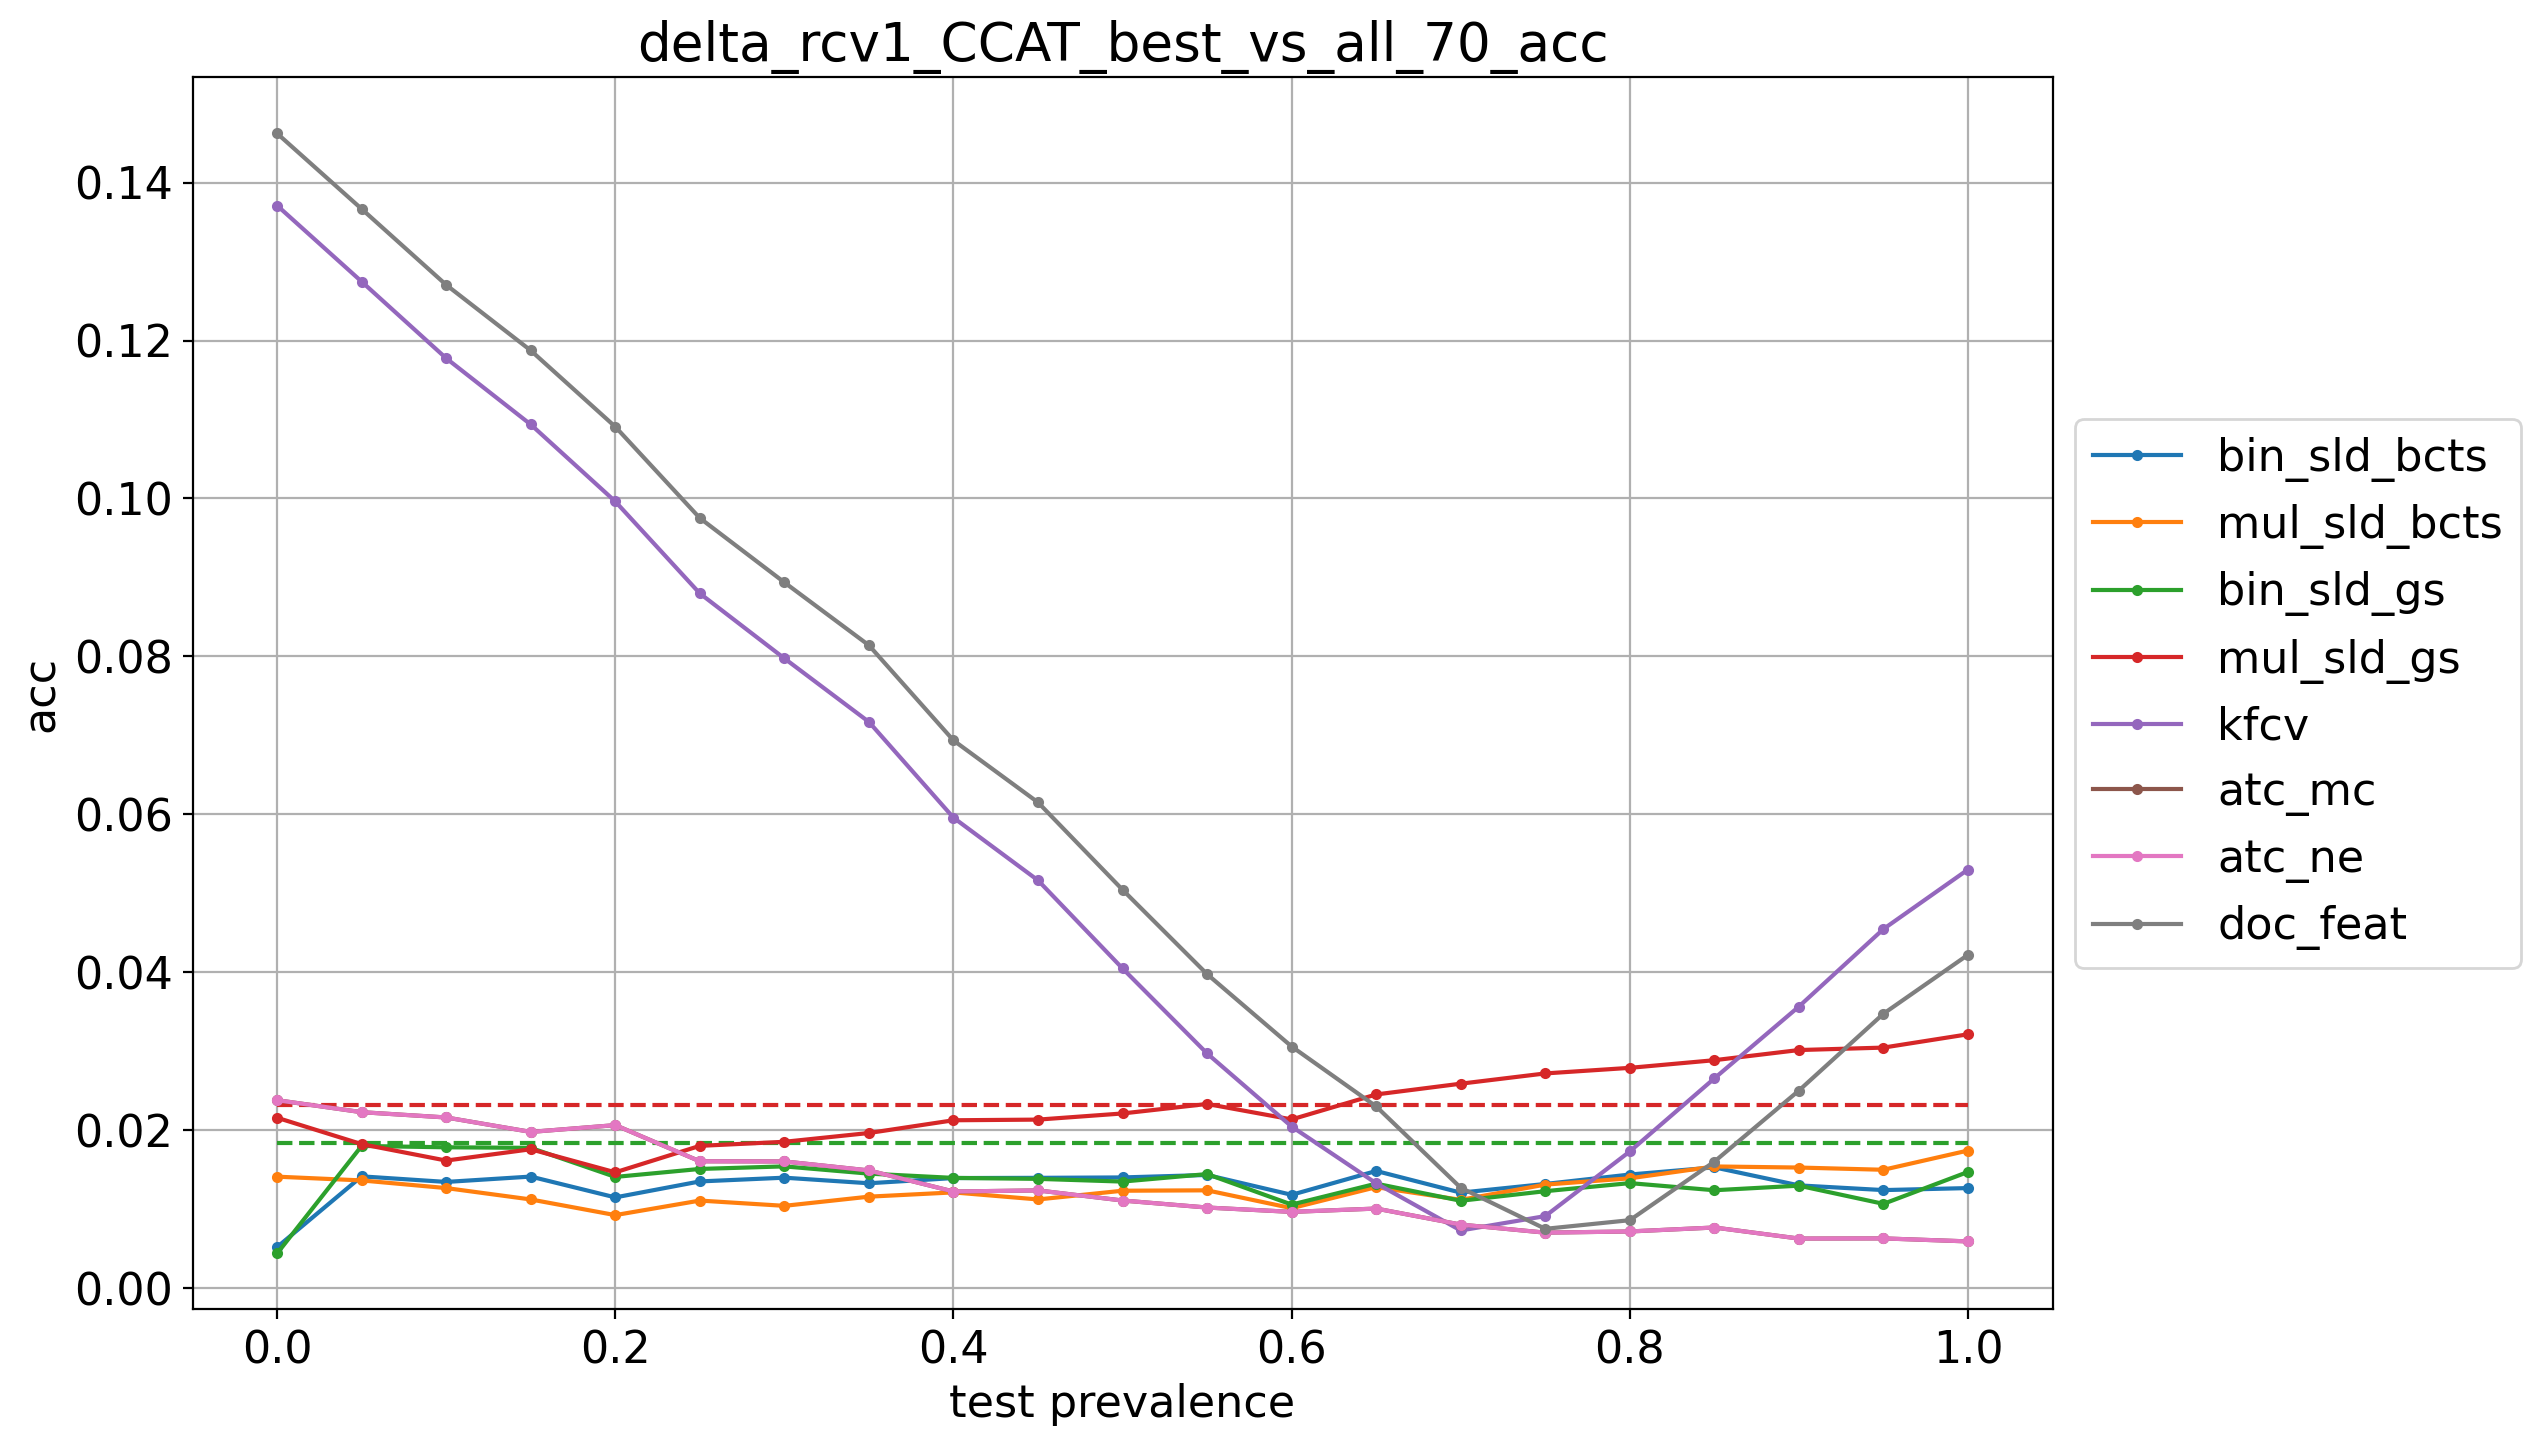 delta_rcv1_CCAT_best_vs_all_70_acc
0.14
0.12
0.10
0.08
0.06
0.04
0.02
0.00
acc
0.0 0.2 0.4 0.6 0.8 1.0
test prevalence
bin_sld_bcts
mul_sld_bcts
bin_sld_gs
mul_sld_gs
kfcv
atc_mc
atc_ne
doc_feat